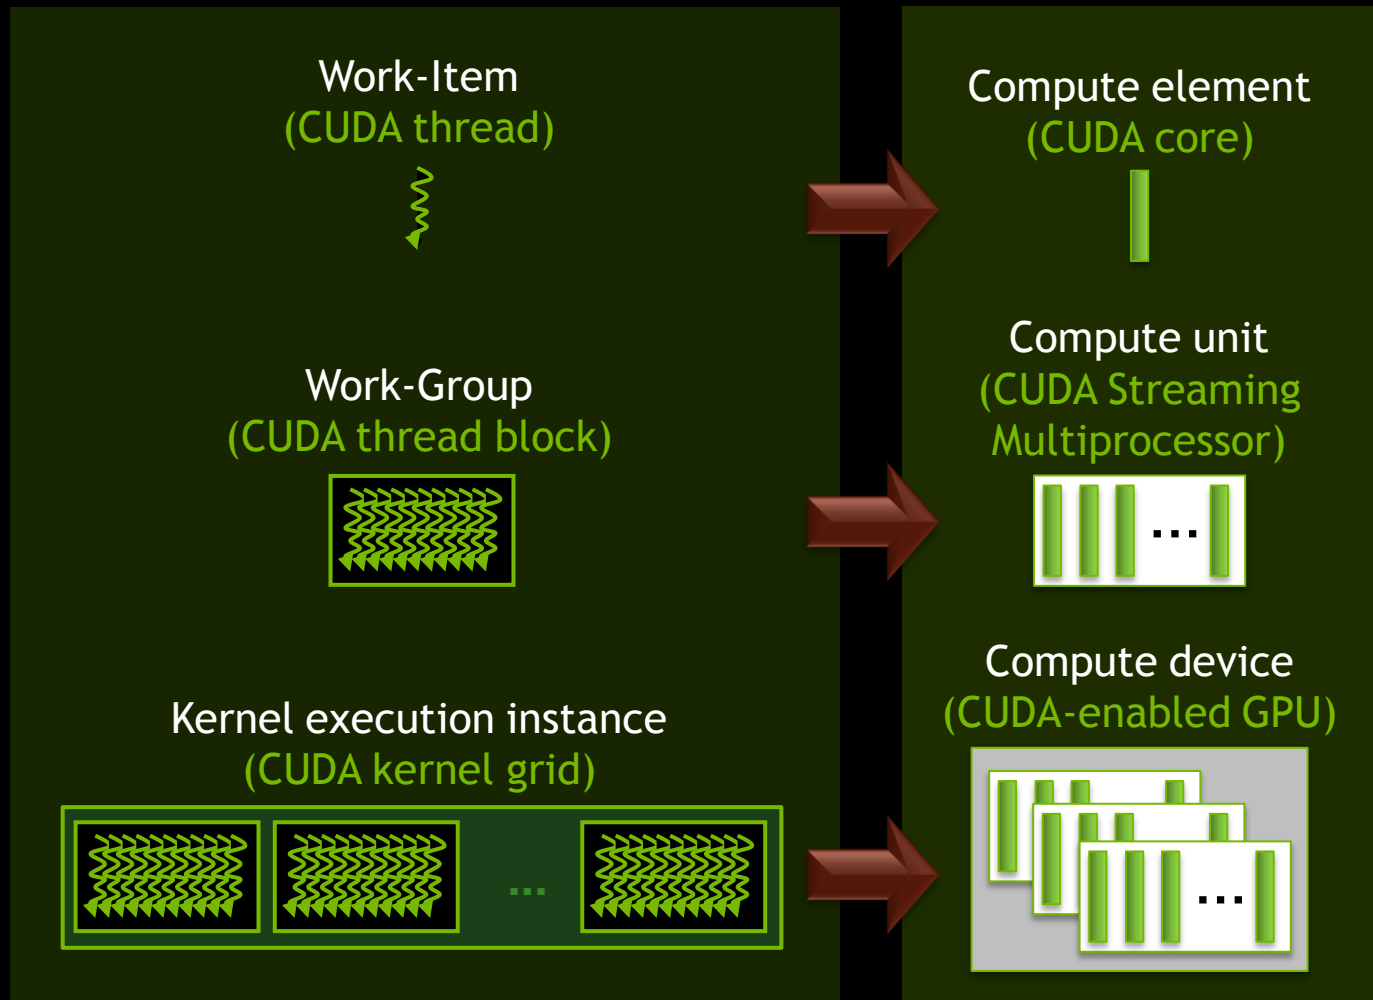 Work-Item
(CUDA thread)
Compute element
(CUDA core)
Work-Group
(CUDA thread block)
Compute unit
(CUDA Streaming
Multiprocessor)
...
Kernel execution instance
(CUDA kernel grid)
...
Compute device
(CUDA-enabled GPU)
...